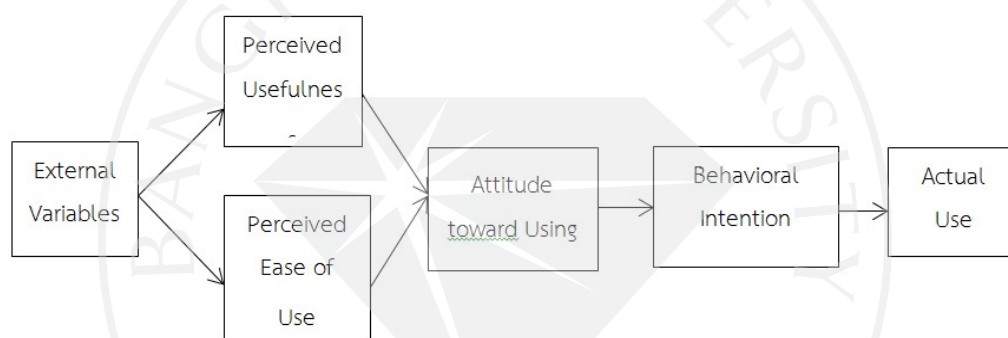 Perceived
Usefulnes
External
Variables
Perceived
Ease of
Use
Attitude
toward Using
Behavioral
Intention
Actual
Use